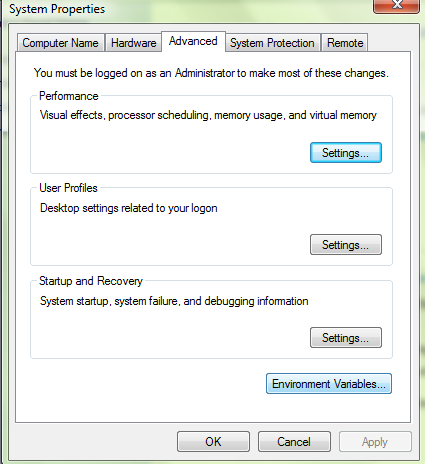 System Properties
Computer Name Hardware Advanced System Protection Remote
You must be logged on as an Administrator to make most of these changes.
Performance
Visual effects, processor scheduling, memory usage, and virtual memory
Settings...
User Profiles
Desktop settings related to your logon
Settings...
Startup and Recovery
System startup, system failure, and debugging information
Settings...
Environment Variables...
OK Cancel Apply